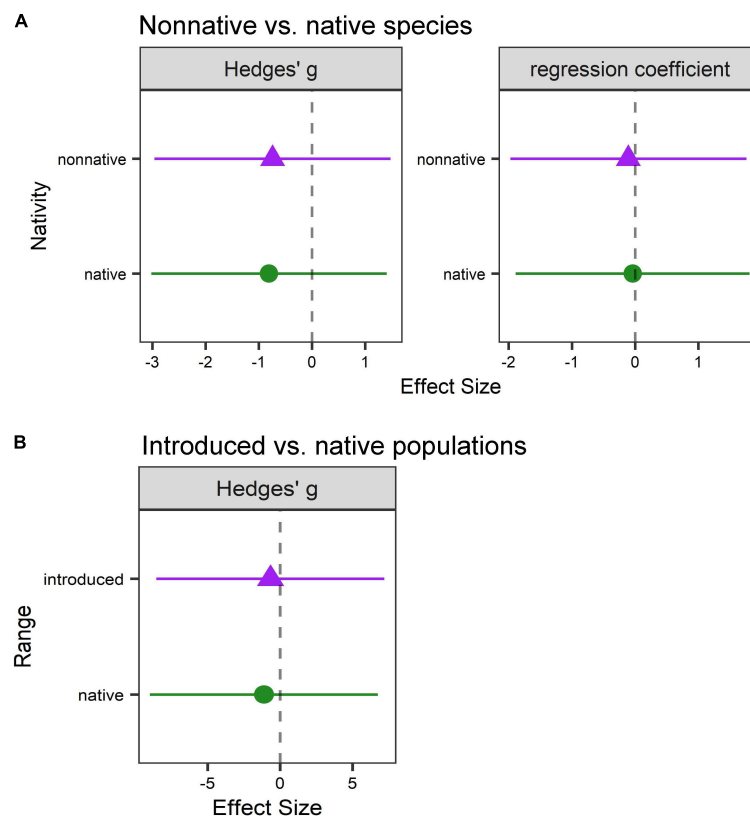 A
Nonnative vs. native species
Hedges' g
regression coefficient
Nativity
nonnative
native
nonnative
native
-3 -2 -1 0 1
-2 -1 0 1
Effect Size
B
Introduced vs. native populations
Hedges' g
Range
introduced
native
-5 0 5
Effect Size